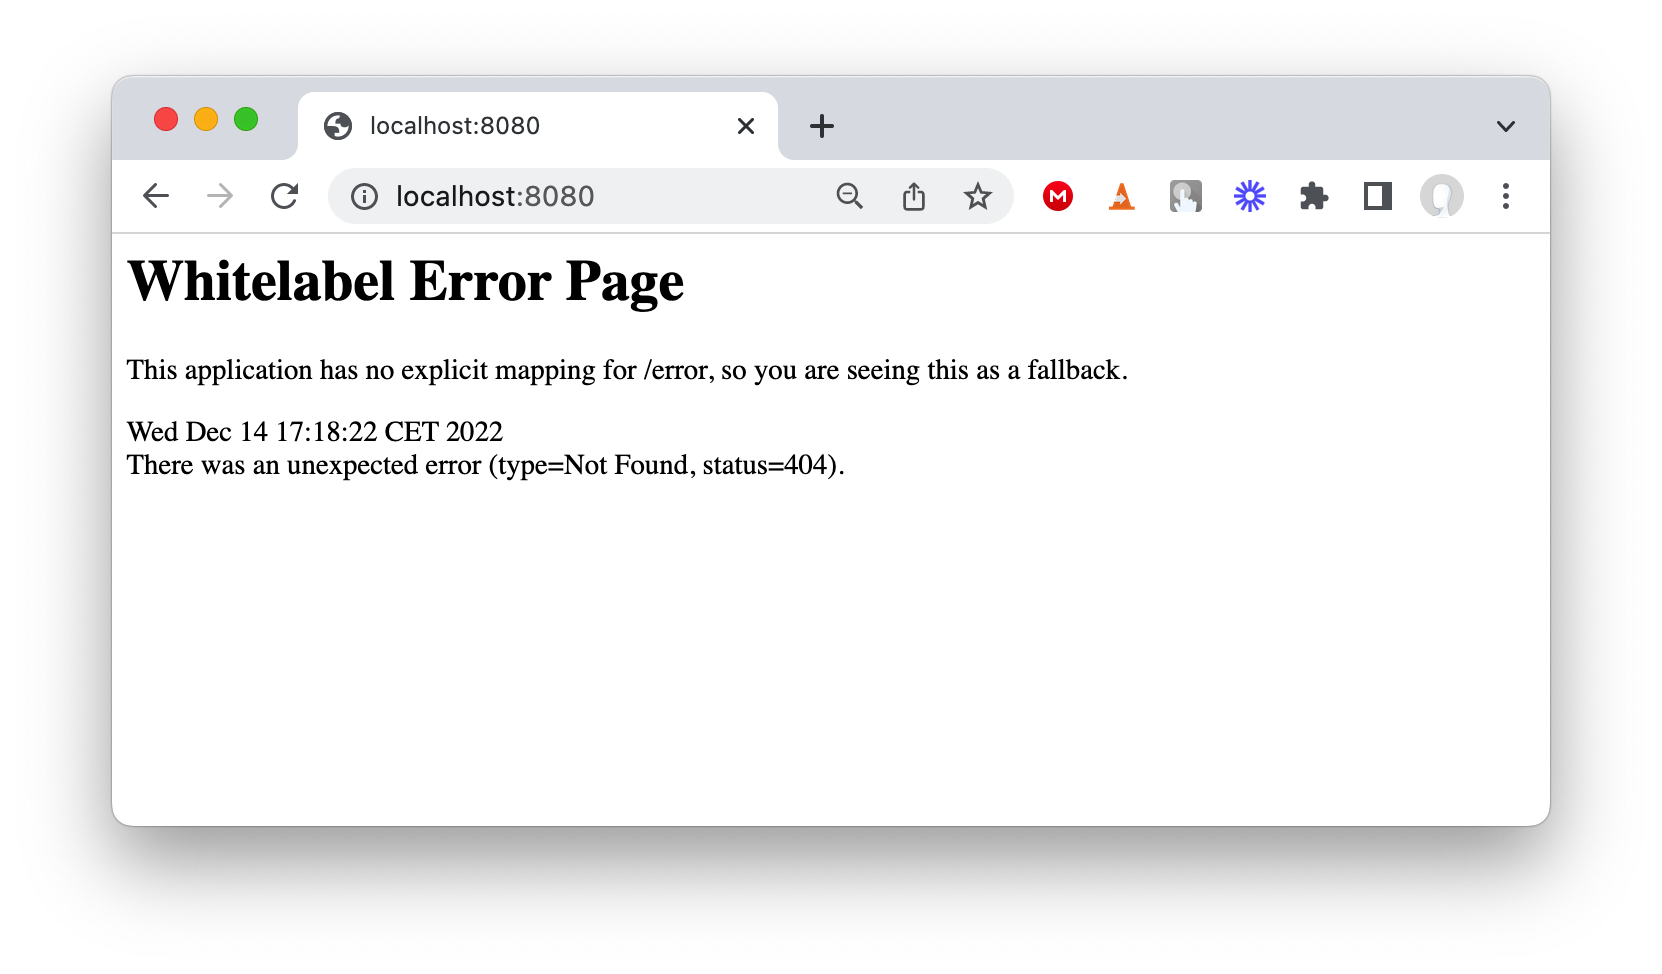 localhost:8080
localhost:8080
Whitelabel Error Page
This application has no explicit mapping for /error, so you are seeing this as a fallback.
Wed Dec 14 17:18:22 CET 2022
There was an unexpected error (type=Not Found, status=404).